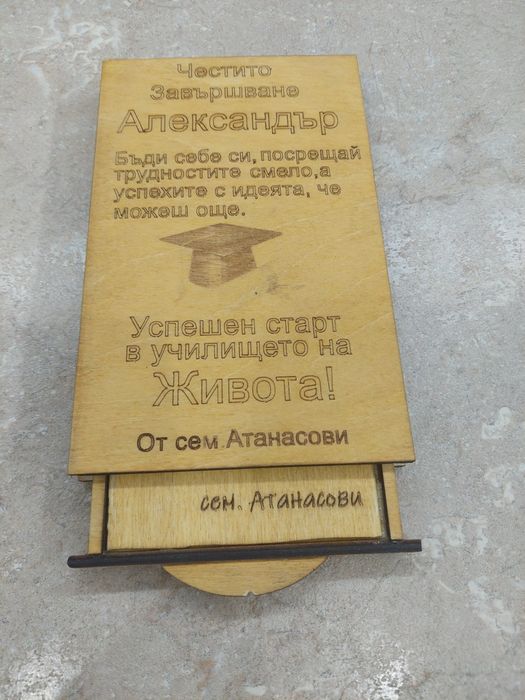 Честито
Завършване
Александър
Бъди себе си, посрещай
трудностите смело, а
успехите с идеята, че
можеш още.
Успешен старт
в училището на
Живота!
От сем. Атанасови
сем. Атанасови